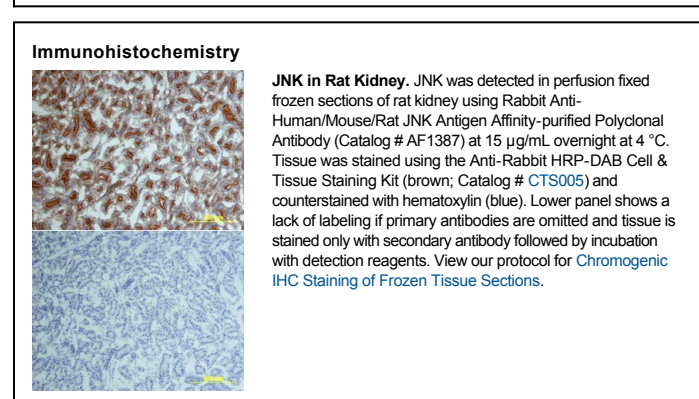 Immunohistochemistry
JNK in Rat Kidney. JNK was detected in perfusion fixed
frozen sections of rat kidney using Rabbit Anti-
Human/Mouse/Rat JNK Antigen Affinity-purified Polyclonal
Antibody (Catalog # AF1387) at 15 µg/mL overnight at 4 °C.
Tissue was stained using the Anti-Rabbit HRP-DAB Cell &
Tissue Staining Kit (brown; Catalog # CTS005) and
counterstained with hematoxylin (blue). Lower panel shows a
lack of labeling if primary antibodies are omitted and tissue is
stained only with secondary antibody followed by incubation
with detection reagents. View our protocol for Chromogenic
IHC Staining of Frozen Tissue Sections.